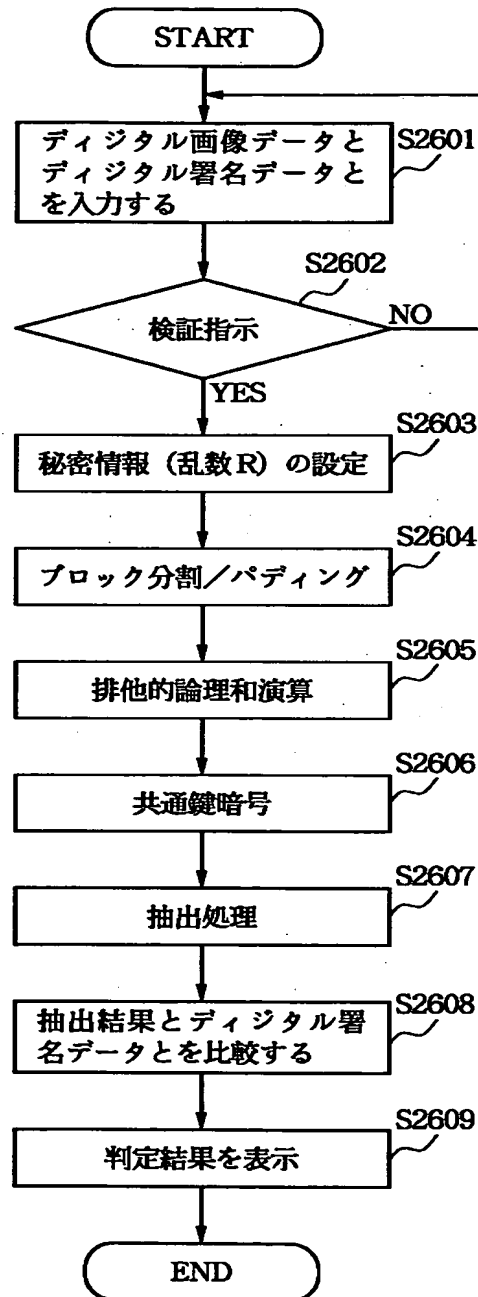 START
ディジタル画像データと
ディジタル署名データと
を入力する
S2601
S2602
検証指示
NO
YES
S2603
秘密情報（乱数R）の設定
S2604
ブロック分割／パディング
S2605
排他的論理和演算
S2606
共通鍵暗号
S2607
抽出処理
S2608
抽出結果とディジタル署
名データとを比較する
S2609
判定結果を表示
END